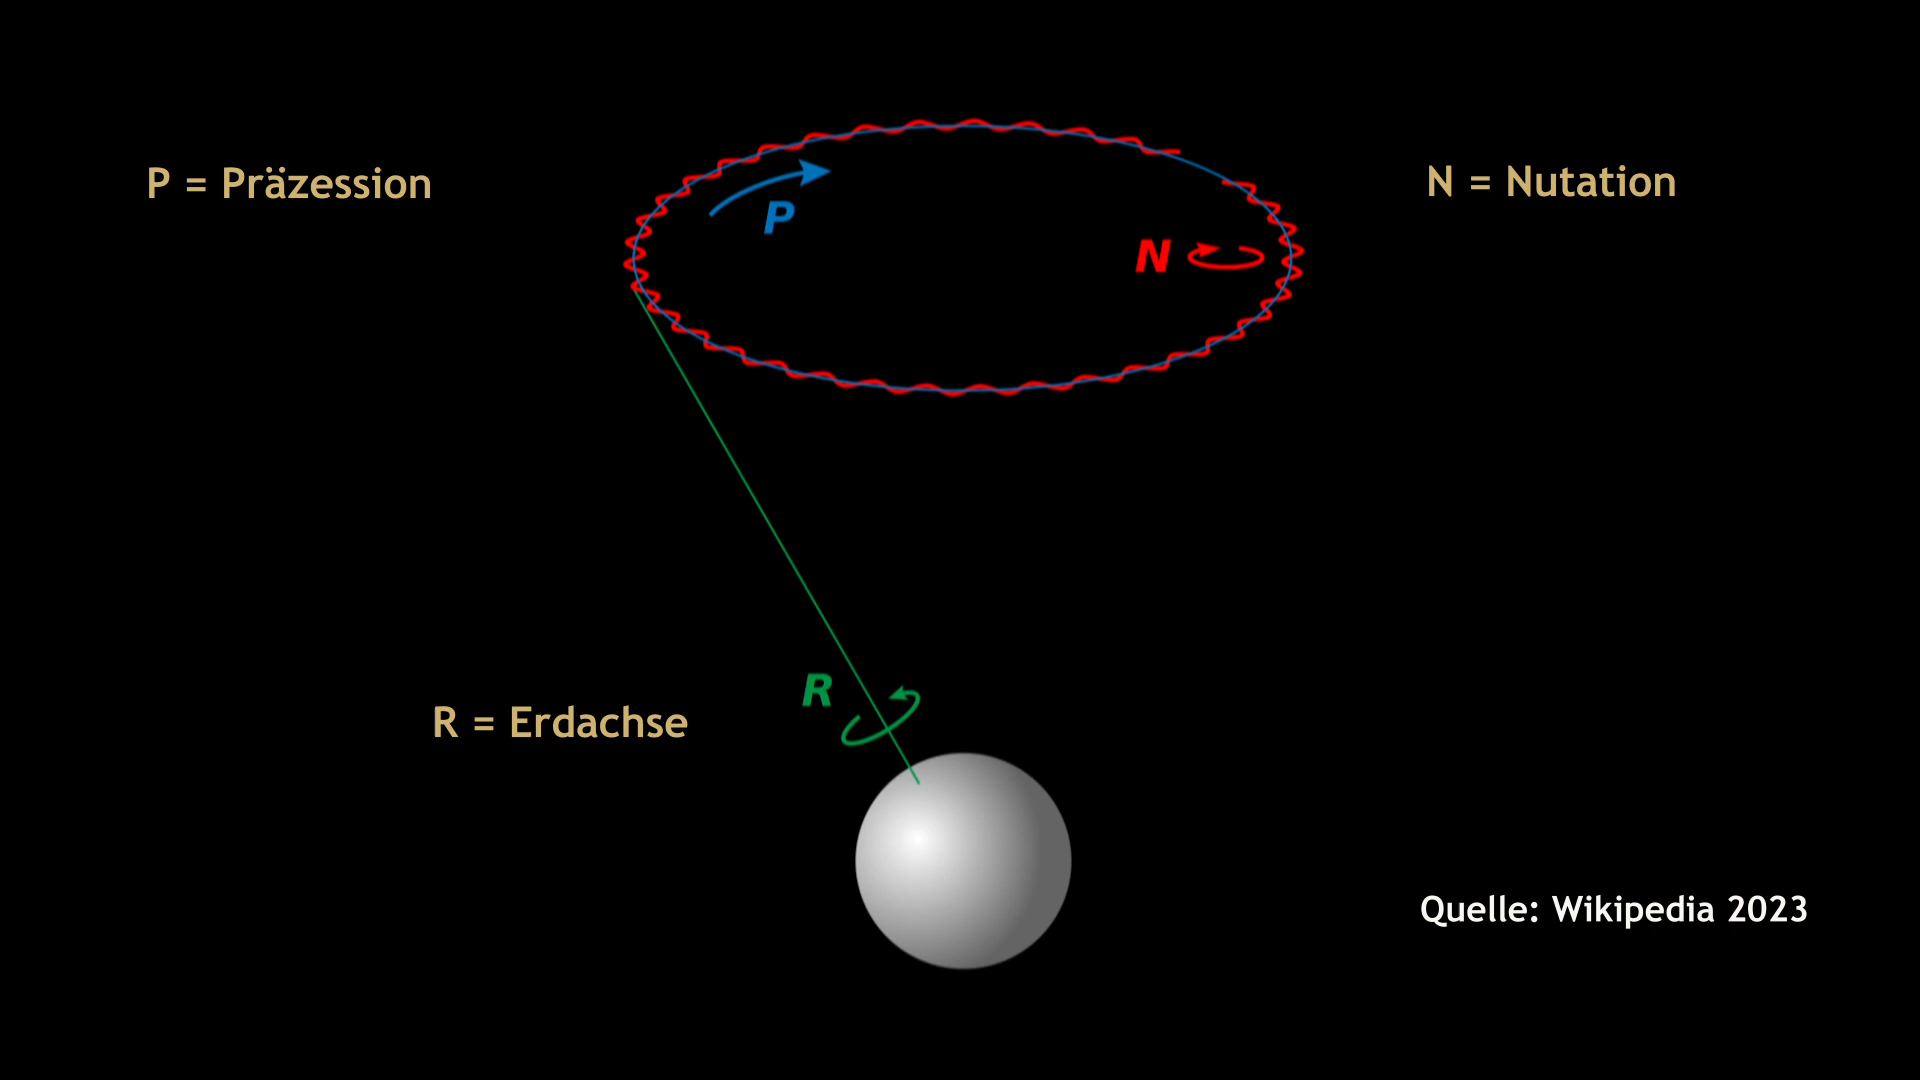 P = Präzession
N = Nutation
P
N
R
R = Erdachse
Quelle: Wikipedia 2023